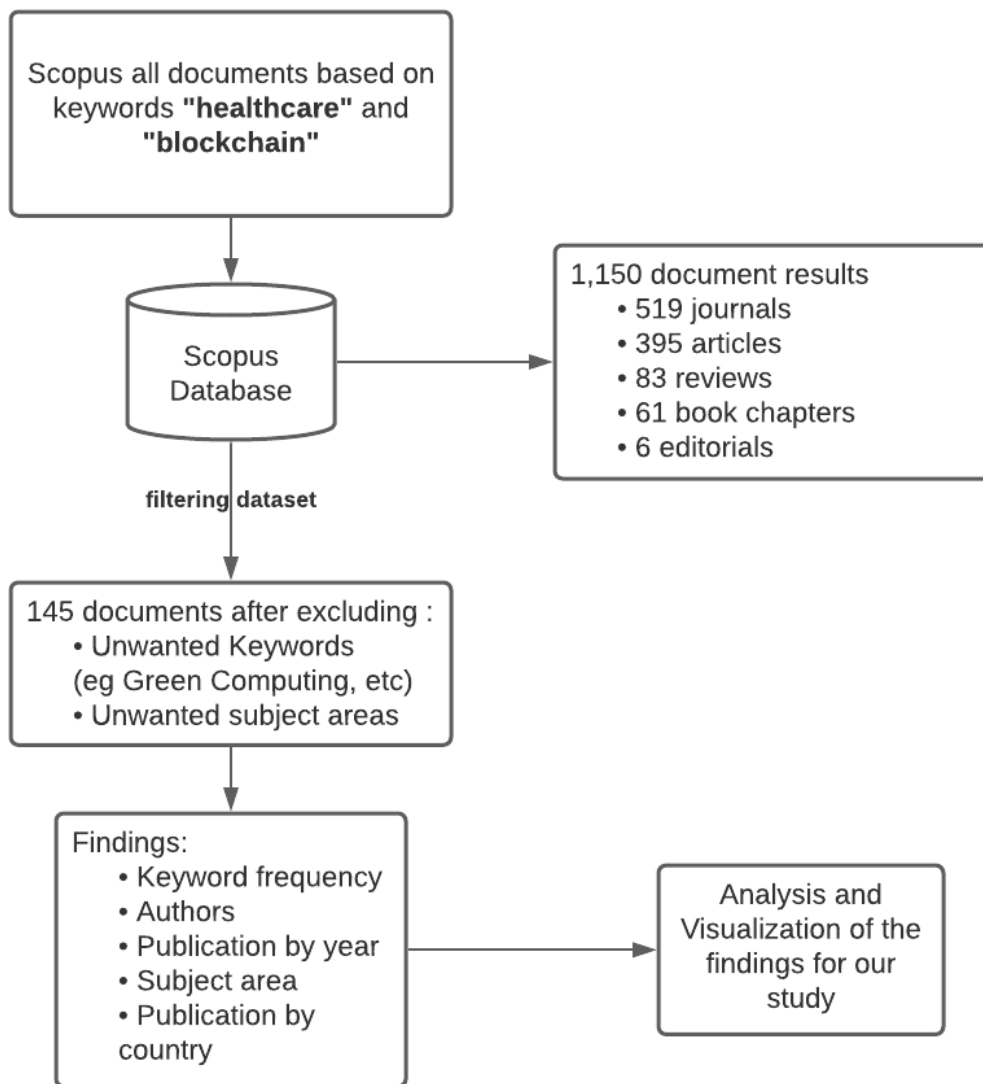 Scopus all documents based on
keywords "healthcare" and
"blockchain"
Scopus
Database
1,150 document results
• 519 journals
• 395 articles
• 83 reviews
• 61 book chapters
• 6 editorials
filtering dataset
145 documents after excluding :
• Unwanted Keywords
(eg Green Computing, etc)
• Unwanted subject areas
Findings:
• Keyword frequency
• Authors
• Publication by year
• Subject area
• Publication by
country
Analysis and
Visualization of the
findings for our
study